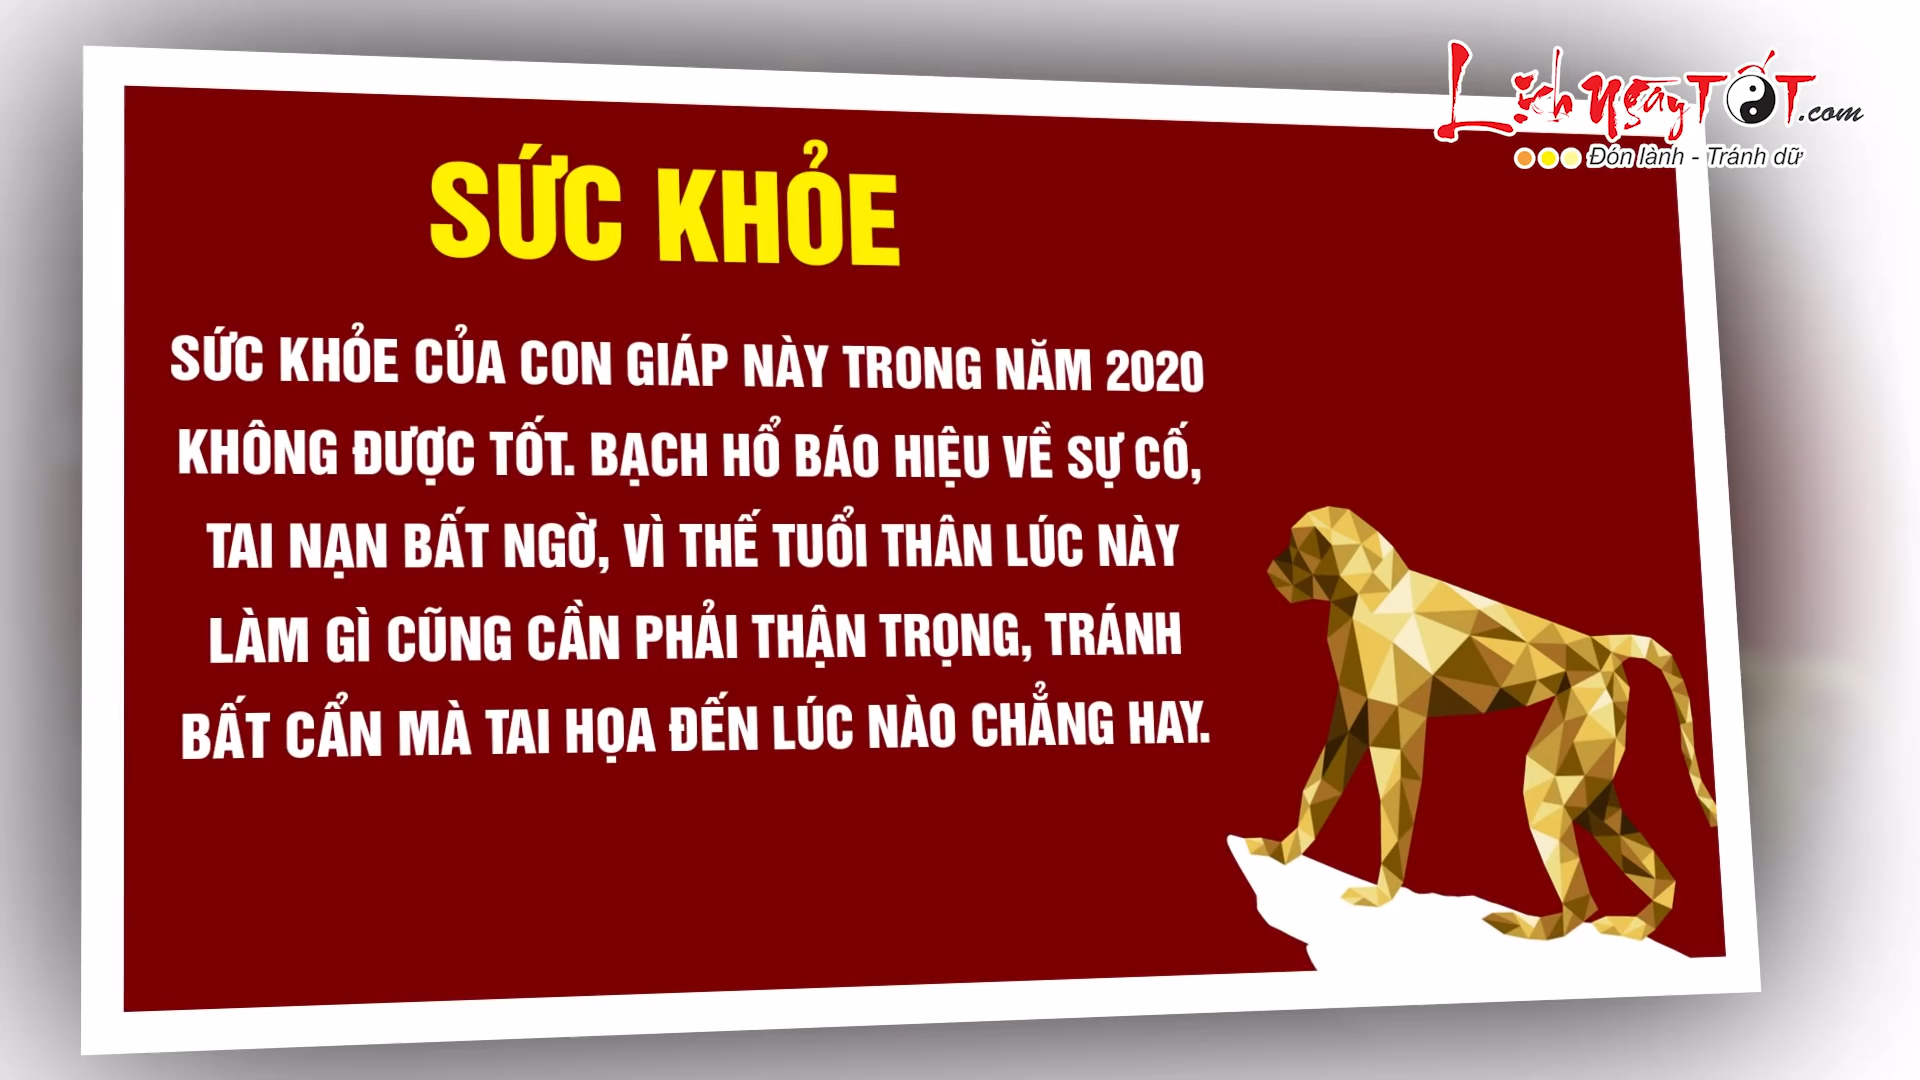 Lịch Ngày TỐT.com
Đón lành - Tránh dữ
SỨC KHỎE
SỨC KHỎE CỦA CON GIÁP NÀY TRONG NĂM 2020
KHÔNG ĐƯỢC TỐT. BẠCH HỔ BÁO HIỆU VỀ SỰ CỐ,
TAI NẠN BẤT NGỜ, VÌ THẾ TUỔI THÂN LÚC NÀY
LÀM GÌ CŨNG CẦN PHẢI THẬN TRỌNG, TRÁNH
BẤT CẨN MÀ TAI HỌA ĐẾN LÚC NÀO CHẲNG HAY.